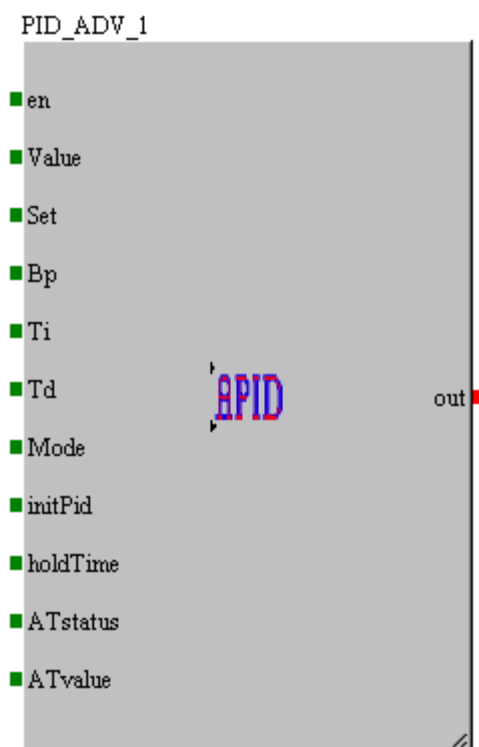 PID_ADV_1
en
Value
Set
Bp
Ti
Td
APID
out
Mode
initPid
holdTime
ATstatus
ATvalue